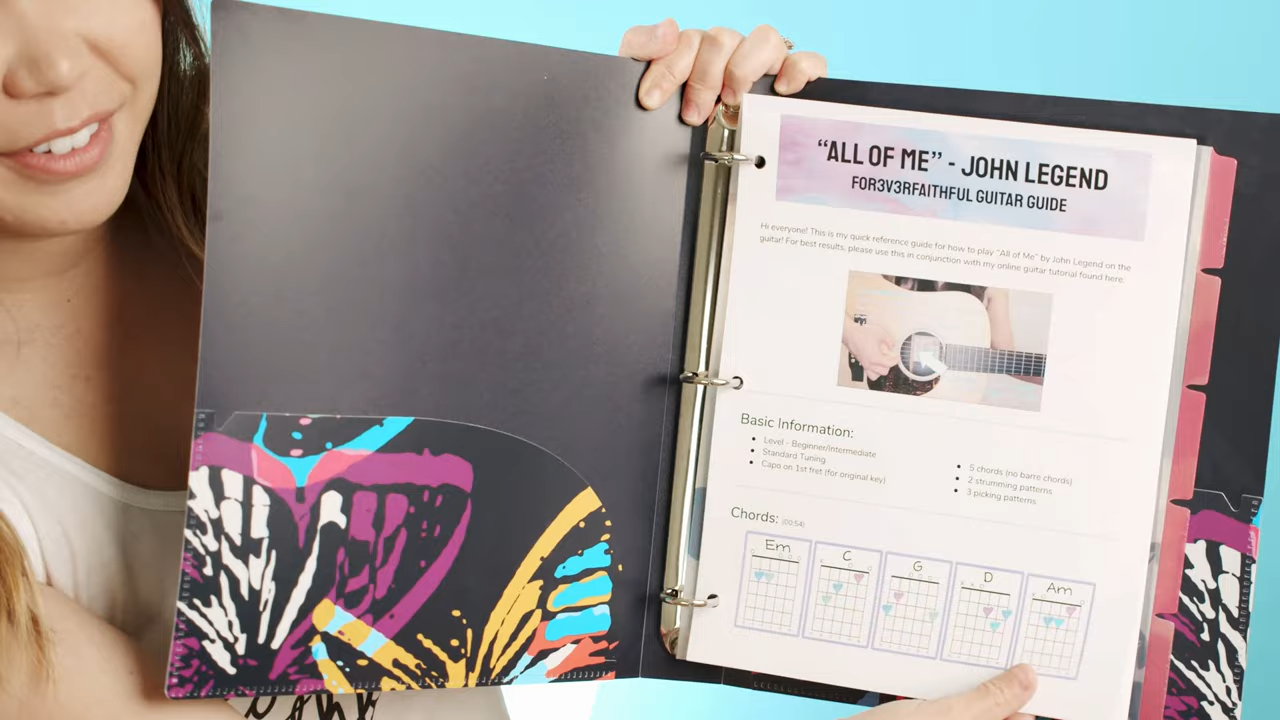 “ALL OF ME” - JOHN LEGEND
FOR3V3RFAITHFUL GUITAR GUIDE
Hi everyone! This is my quick reference guide for how to play “All of Me” by John Legend on the
guitar! For best results, please use this in conjunction with my online guitar tutorial found here:
Basic Information:
• Level - Beginner/Intermediate
• Standard Tuning
• Capo on 1st fret (for original key)
• 5 chords (no barre chords)
• 2 strumming patterns
• 3 picking patterns
Chords: (00:54)
Em
C
G
D
Am